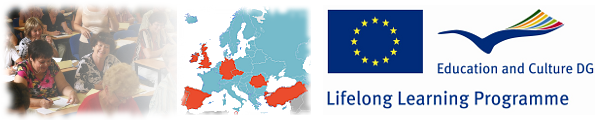 Education and Culture DG
Lifelong Learning Programme